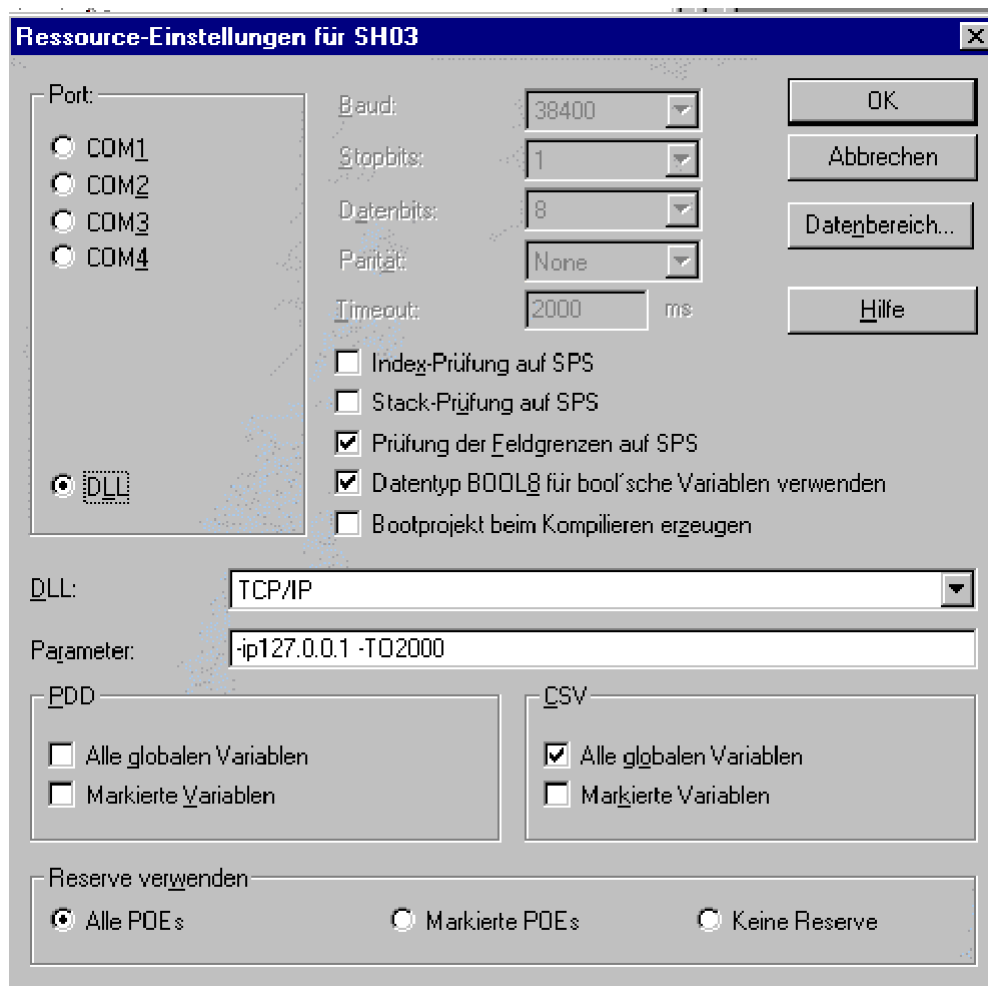 Ressource-Einstellungen für SH03
Port:
COM1
COM2
COM3
COM4
DLL
Baud: 38400
Stopbits: 1
Datenbits: 8
Parität: None
Timeout: 2000 ms
Index-Prüfung auf SPS
Stack-Prüfung auf SPS
Prüfung der Feldgrenzen auf SPS
Datentyp BOOL8 für bool'sche Variablen verwenden
Bootprojekt beim Kompilieren erzeugen
OK
Abbrechen
Datenbereich...
Hilfe
DLL: TCP/IP
Parameter: -ip127.0.0.1 -TO2000
PDD
Alle globalen Variablen
Markierte Variablen
CSV
Alle globalen Variablen
Markierte Variablen
Reserve verwenden
Alle POEs Markierte POEs Keine Reserve